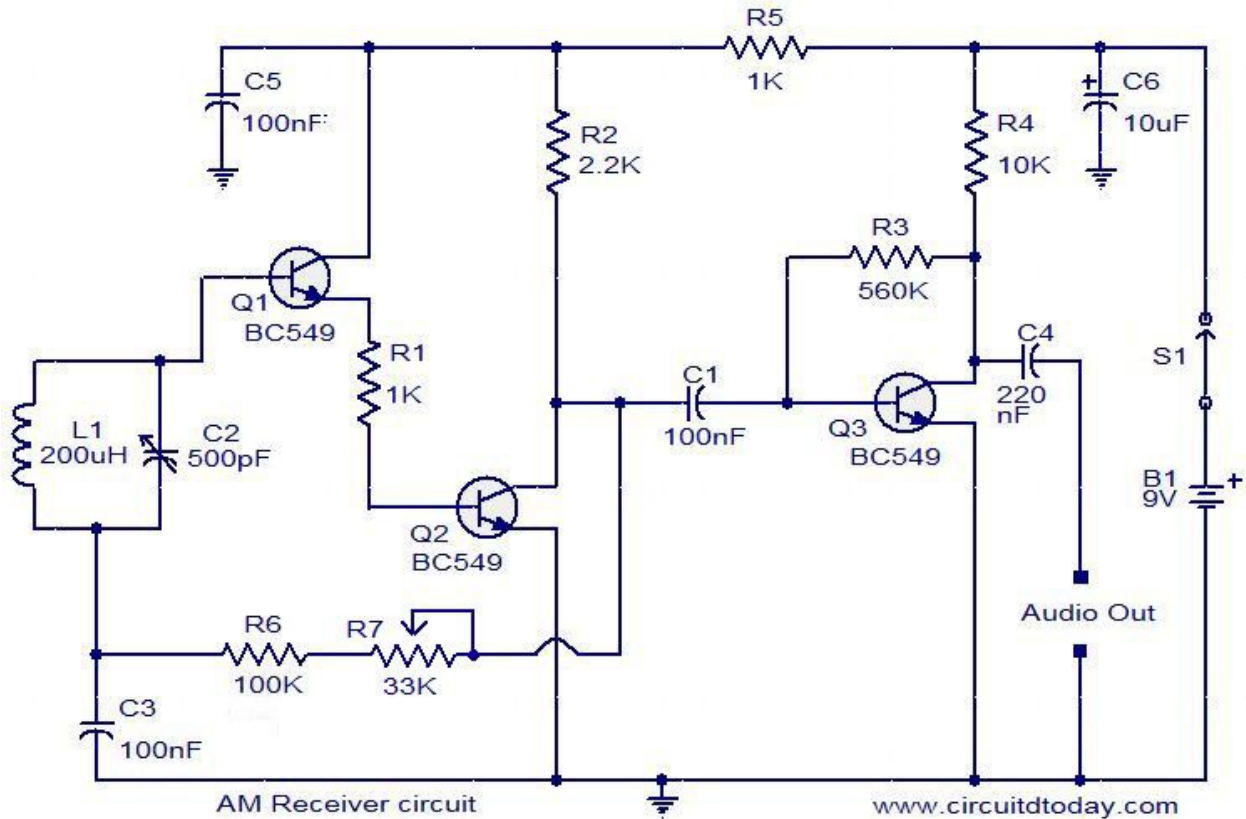 R5
1K
C5
100nF
R2
2.2K
R4
10K
+
C6
10uF
R3
560K
Q1
BC549
R1
1K
C4
220
nF
S1
L1
200uH
C2
500pF
C1
100nF
Q3
BC549
B1
9V
+
Q2
BC549
Audio Out
R6
100K
R7
33K
C3
100nF
AM Receiver circuit
www.circuitdtoday.com